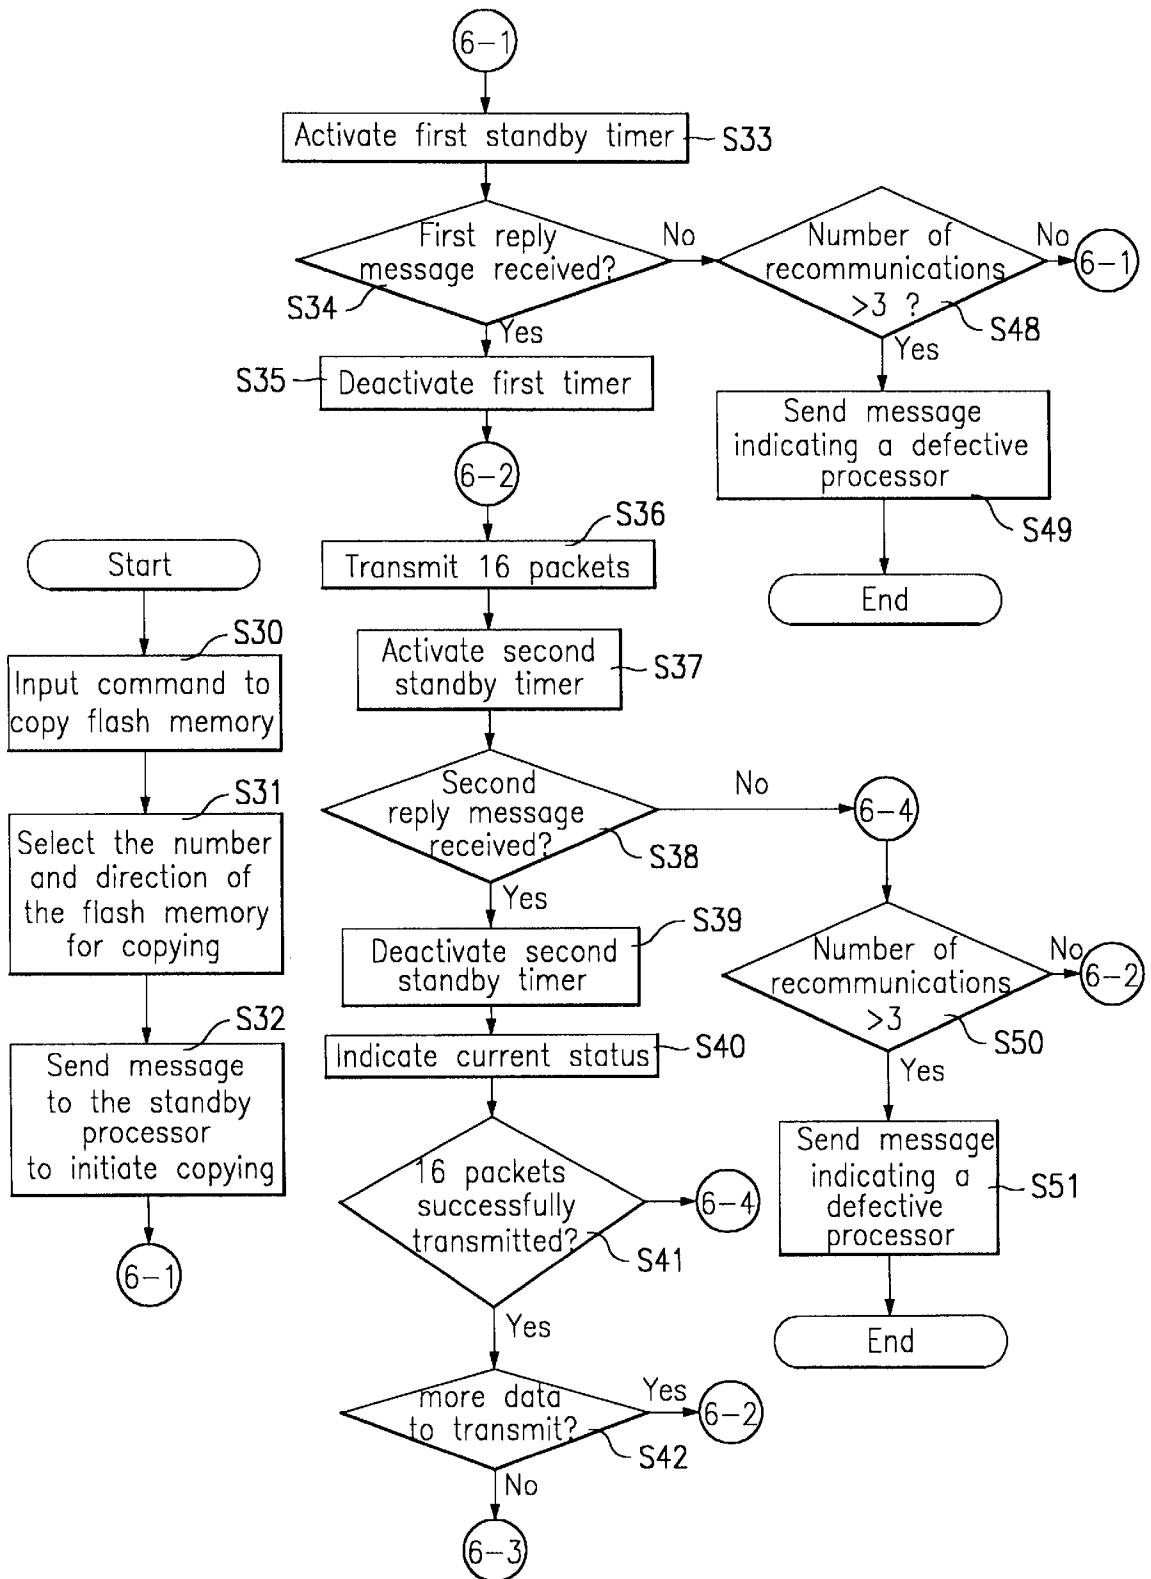 Start
S30
Input command to
copy flash memory
S31
Select the number
and direction of
the flash memory
for copying
S32
Send message
to the standby
processor
to initiate copying
6-1
6-1
Activate first standby timer
S33
First reply
message received?
S34
No
Yes
Number of
recommunications
>3 ?
S48
No
6-1
Yes
Send message
indicating a defective
processor
S49
End
S35
Deactivate first timer
6-2
S36
Transmit 16 packets
Activate second
standby timer
S37
Second
reply message
received?
S38
No
6-4
Yes
S39
Deactivate second
standby timer
Indicate current status
S40
16 packets
successfully
transmitted?
S41
6-4
Yes
more data
to transmit?
S42
Yes
6-2
No
6-3
Number of
recommunications
>3
S50
No
6-2
Yes
Send message
indicating a
defective
processor
S51
End